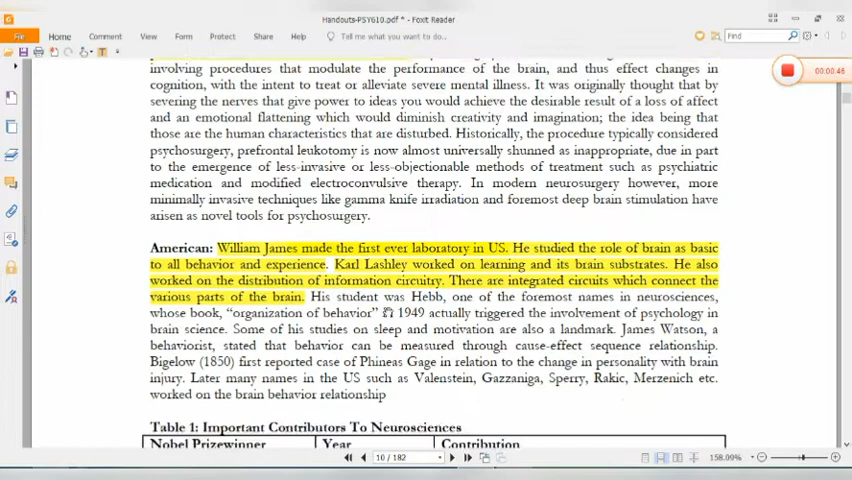 Handouts-PSY610.pdf * - Foxit Reader
File Home Comment View Form Protect Share Help Tell me what you want to do..
Find
00:00:46
involving procedures that modulate the performance of the brain, and thus effect changes in
cognition, with the intent to treat or alleviate severe mental illness. It was originally thought that by
severing the nerves that give power to ideas you would achieve the desirable result of a loss of affect
and an emotional flattening which would diminish creativity and imagination; the idea being that
those are the human characteristics that are disturbed. Historically, the procedure typically considered
psychosurgery, prefrontal leukotomy is now almost universally shunned as inappropriate, due in part
to the emergence of less-invasive or less-objectionable methods of treatment such as psychiatric
medication and modified electroconvulsive therapy. In modern neurosurgery however, more
minimally invasive techniques like gamma knife irradiation and foremost deep brain stimulation have
arisen as novel tools for psychosurgery.
American: William James made the first ever laboratory in US. He studied the role of brain as basic
to all behavior and experience. Karl Lashley worked on learning and its brain substrates. He also
worked on the distribution of information circuitry. There are integrated circuits which connect the
various parts of the brain. His student was Hebb, one of the foremost names in neurosciences,
whose book, “organization of behavior” 1949 actually triggered the involvement of psychology in
brain science. Some of his studies on sleep and motivation are also a landmark. James Watson, a
behaviorist, stated that behavior can be measured through cause-effect sequence relationship.
Bigelow (1850) first reported case of Phineas Gage in relation to the change in personality with brain
injury. Later many names in the US such as Valenstein, Gazzaniga, Sperry, Rakic, Merzenich etc.
worked on the brain behavior relationship
Table 1: Important Contributors To Neurosciences
Nobel Prizewinner Year Contribution
10 / 182
158.09%